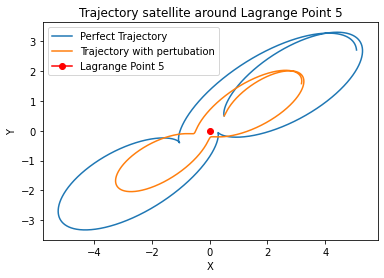 Trajectory satellite around Lagrange Point 5
Perfect Trajectory
Trajectory with pertubation
Lagrange Point 5
3
2
1
0
−1
−2
−3
Y
−4
−2
0
2
4
X